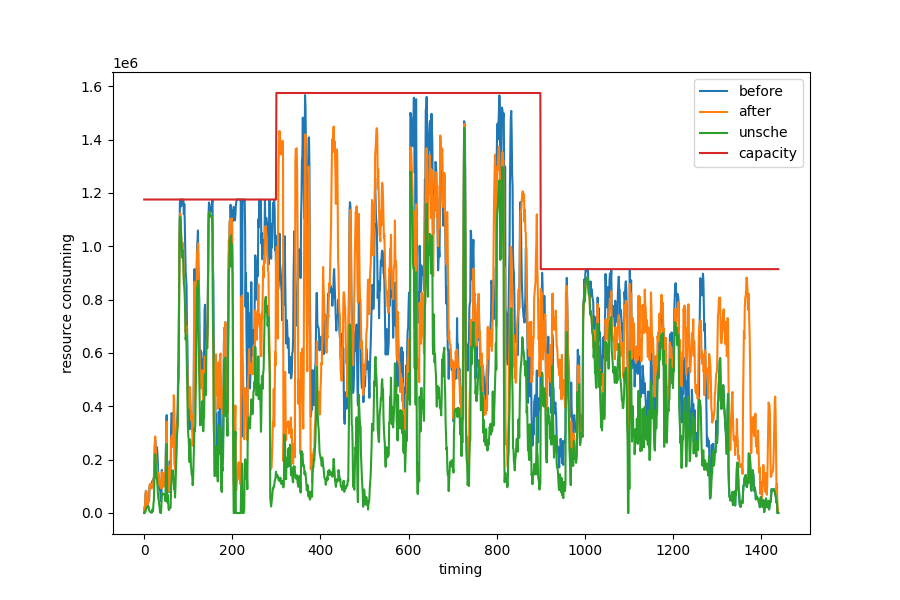 1e6
1.6
1.4
1.2
1.0
0.8
0.6
0.4
0.2
0.0
resource consuming
0 200 400 600 800 1000 1200 1400
timing
before
after
unsche
capacity